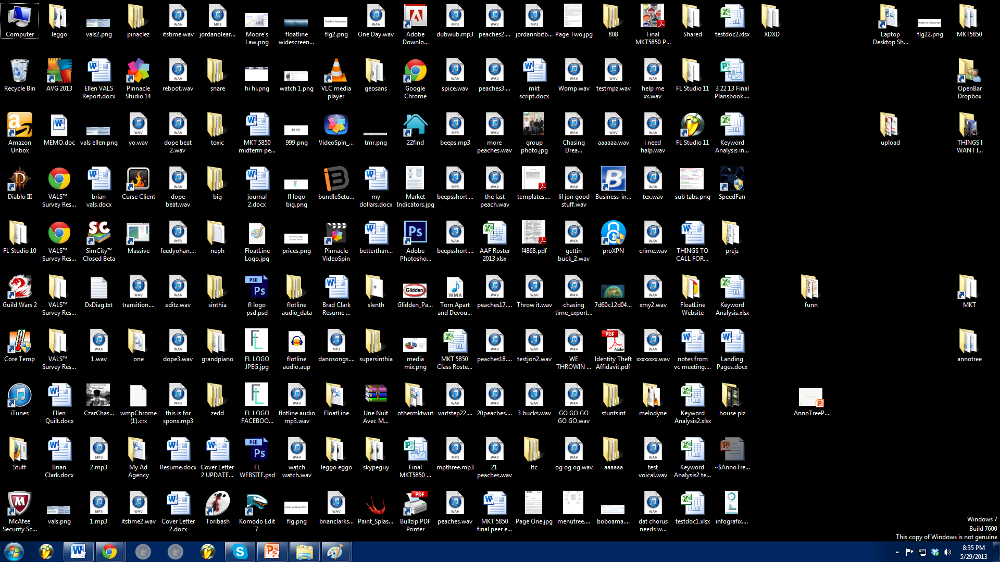 Computer
leggo
vals2.png
pinaclez
itstime.wav
jordanolear...
Moore's
Law.png
floatline
widescreen...
flg2.png
One Day.wav
Adobe
Downlo...
dubwub.mp3
peaches2....
jordannbitb...
Page Two.jpg
808
Final
MKT5850 P...
Shared
testdoc2.xlsx
XDXD
Laptop
Desktop Sh...
flg22.png
MKT5850
Recycle Bin
AVG 2013
Ellen VALS
Report.docx
Pinnacle
Studio 14
reboot.wav
snare
hi hi.png
watch 1.png
VLC media
player
geosans
Google
Chrome
spice.wav
peaches3....
mkt
script.docx
Womp.wav
testmpz.wav
help me
xx.wav
FL Studio 11
3 22 13 Final
Plansbook....
OpenBar
Dropbox
Amazon
Unbox
MEMO.doc
vals ellen.png
yo.wav
dope beat
2.wav
toxic
MKT 5850
midterm pe...
999.png
VideoSpin_...
tmr.png
22find
beeps.mp3
more
peaches.wav
group
photo.jpg
Chasing
Drea...
aaaaaa.wav
i need
halp.wav
FL Studio 11
Keyword
Analysis in...
upload
THINGS I
WANT I...
Diablo III
VALS™
Survey Res...
brian
vals.docx
Curse Client
dope
beat.wav
big
journal
2.docx
fl logo
big.png
bundleSetu...
my
dollars.docx
Market
Indicators.jpg
beepsshort....
the last
peach.wav
templates....
lil jon good
stuff.wav
Business-in...
tex.wav
sub tabs.png
SpeedFan
FL Studio 10
VALS™
Survey Res...
SimCity™
Closed Beta
Massive
feedyohan....
neph
FloatLine
Logo.jpg
prices.png
Pinnacle
VideoSpin
betterthan....
Adobe
Photosho...
beepsshort....
AAF Roster
2013.xlsx
f4868.pdf
gettin
buck_2.wav
proXPN
crime.wav
THINGS TO
CALL FOR...
prejz
Guild Wars 2
VALS™
Survey Res...
DxDiag.txt
transition....
editz.wav
sinthia
fl logo
psd.psd
flotline
audio_data
Brad Clark
Resume ...
slenth
Glidden_Pa...
Torn Apart
and Devou...
peaches17....
Throw it.wav
chasing
time_export...
7d60c12d04...
xmy2.wav
FloatLine
Website
Keyword
Analysis.xlsx
funn
MKT
Core Temp
VALS™
Survey Res...
1.wav
one
dope3.wav
grandpiano
FL LOGO
JPEG.jpg
flotline
audio.aup
danosongs....
supersinthia
media
mix.png
MKT 5850
Class Roste...
peaches18....
testjon2.wav
WE
THROWIN ...
Identity Theft
Affidavit.pdf
xxxxxxxx.wav
notes from
vc meeting....
Landing
Pages.docx
annotree
iTunes
Ellen
Quilt.docx
CzarChas...
wmpChrome
(1).crx
this is for
spons.mp3
zedd
FL LOGO
FACEBOO...
flotline audio
mp3.wav
FloatLine
Une Nuit
Avec M...
othermktwut
wutstep22....
20peaches....
3 bucks.wav
GO GO GO
GO GO.wav
stuntsint
melodyne
Keyword
Analysis2.xlsx
house piz
AnnoTreeP...
Stuff
Brian
Clark.docx
2.mp3
My Ad
Agency
Resume.docx
Cover Letter
2 UPDATE...
FL
WEBSITE.psd
watch
watch.wav
leggo eggo
skypeguy
Final
MKT5850 ...
mpthree.mp3
21
peaches.wav
ltc
og og og.wav
aaaaaa
test
voical.wav
Keyword
Analysis2 te...
~$AnnoTre...
McAfee
Security Sc...
vals.png
1.mp3
itstime2.wav
Cover Letter
2.docx
Toribash
Komodo Edit
7
flg.png
brianclarks...
Paint_Splas...
Bullzip PDF
Printer
peaches.wav
MKT 5850
final peer e...
Page One.jpg
menutree....
boboama....
dat chorus
needs w...
testdoc1.xlsx
infografix....
Windows 7
Build 7600
This copy of Windows is not genuine
8:35 PM
5/29/2013